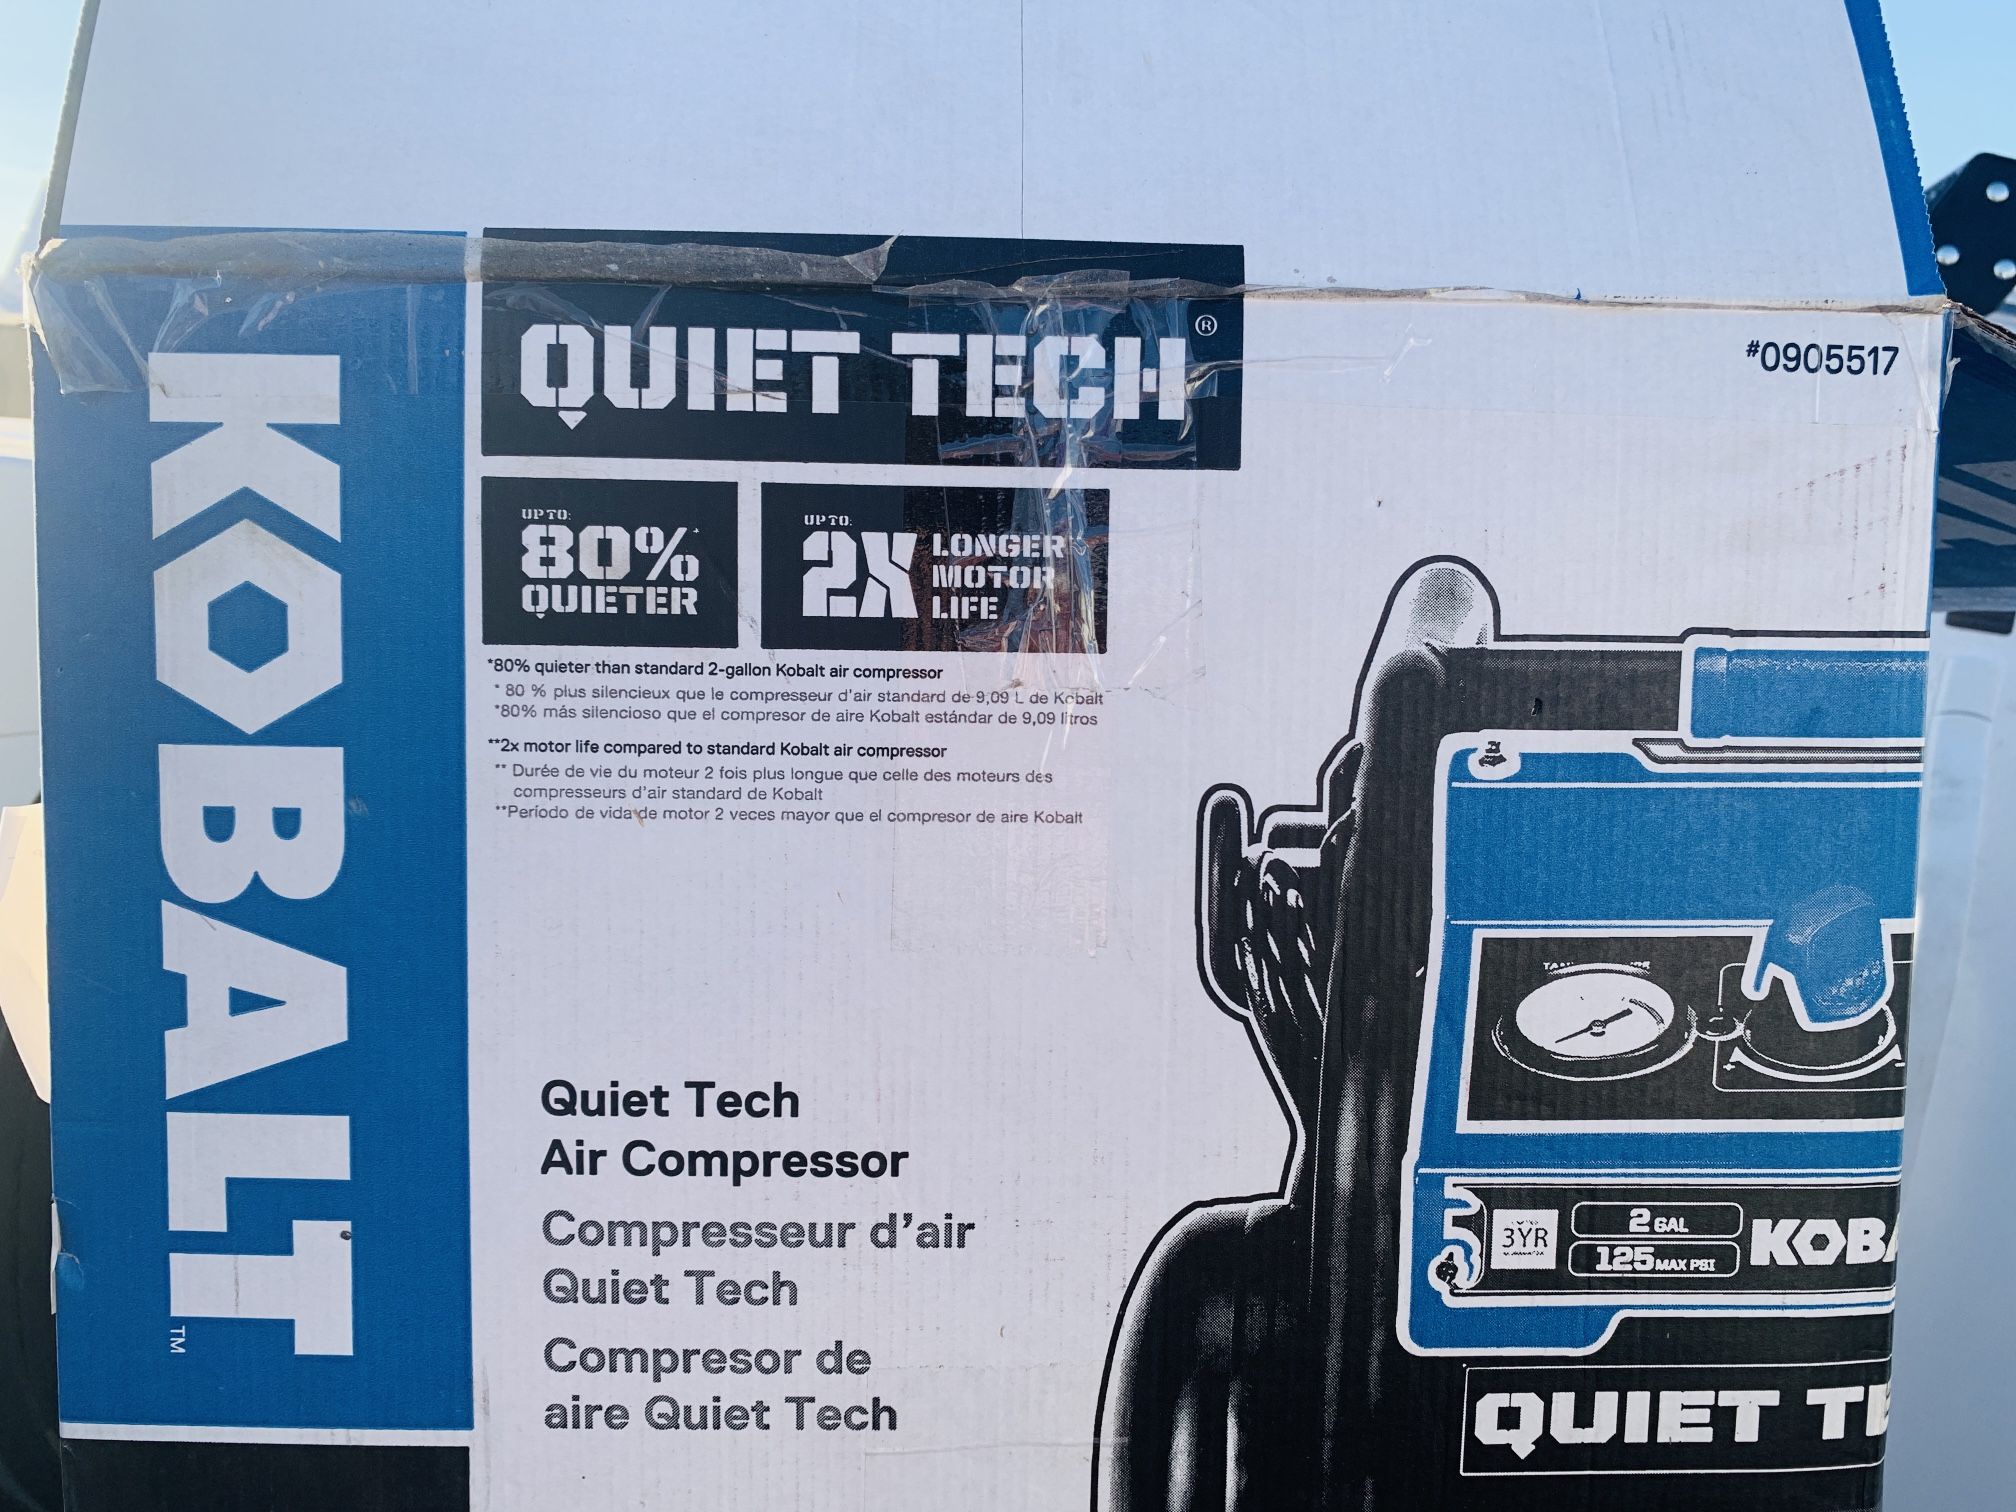 KOBALT™
QUIET TECH®
#0905517
UP TO:
80%*
QUIETER
UP TO:
2X LONGER
MOTOR
LIFE
*80% quieter than standard 2-gallon Kobalt air compressor
* 80 % plus silencieux que le compresseur d'air standard de 9,09 L de Kobalt
*80% más silencioso que el compresor de aire Kobalt estándar de 9,09 litros
**2x motor life compared to standard Kobalt air compressor
** Durée de vie du moteur 2 fois plus longue que celle des moteurs des
compresseurs d'air standard de Kobalt
**Período de vida de motor 2 veces mayor que el compresor de aire Kobalt
Quiet Tech
Air Compressor
Compresseur d'air
Quiet Tech
Compresor de
aire Quiet Tech
3YR
2 GAL
125 MAX PSI
KOBA
QUIET TE